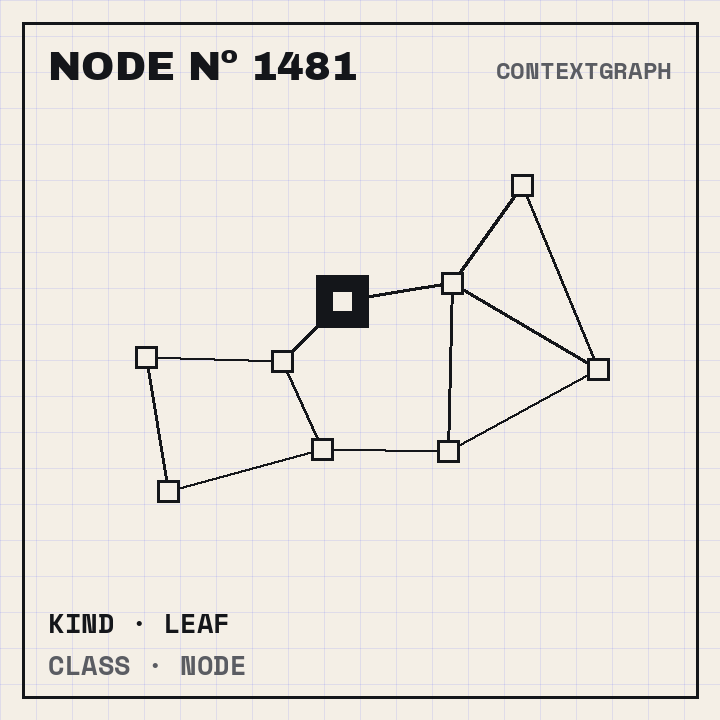 NODE Nº 1481
CONTEXTGRAPH
KIND · LEAF
CLASS · NODE